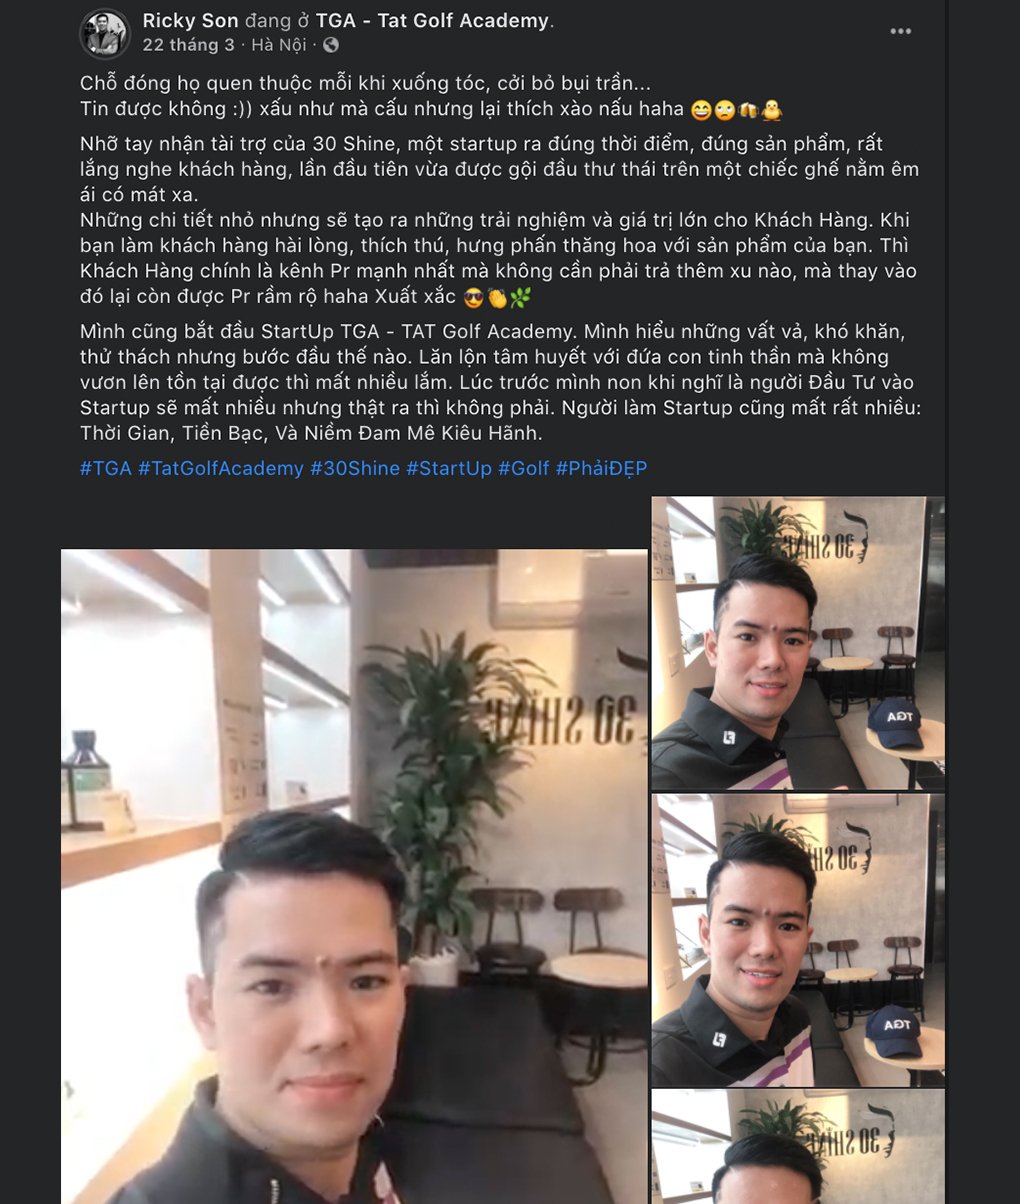 Ricky Son đang ở TGA - Tat Golf Academy.
22 tháng 3 · Hà Nội ·
Chỗ đóng họ quen thuộc mỗi khi xuống tóc, cởi bỏ bụi trần...
Tin được không :)) xấu như mà cấu nhưng lại thích xào nấu haha 😄🙄🍻🐥
Nhỡ tay nhận tài trợ của 30 Shine, một startup ra đúng thời điểm, đúng sản phẩm, rất
lắng nghe khách hàng, lần đầu tiên vừa được gội đầu thư thái trên một chiếc ghế nằm êm
ái có mát xa.
Những chi tiết nhỏ nhưng sẽ tạo ra những trải nghiệm và giá trị lớn cho Khách Hàng. Khi
bạn làm khách hàng hài lòng, thích thú, hưng phấn thăng hoa với sản phẩm của bạn. Thì
Khách Hàng chính là kênh Pr mạnh nhất mà không cần phải trả thêm xu nào, mà thay vào
đó lại còn được Pr rầm rộ haha Xuất xắc 😎👏🌿
Mình cũng bắt đầu StartUp TGA - TAT Golf Academy. Mình hiểu những vất vả, khó khăn,
thử thách nhưng bước đầu thế nào. Lăn lộn tâm huyết với đứa con tinh thần mà không
vươn lên tồn tại được thì mất nhiều lắm. Lúc trước mình non khi nghĩ là người Đầu Tư vào
Startup sẽ mất nhiều nhưng thật ra thì không phải. Người làm Startup cũng mất rất nhiều:
Thời Gian, Tiền Bạc, Và Niềm Đam Mê Kiêu Hãnh.
#TGA #TatGolfAcademy #30Shine #StartUp #Golf #PhảiĐẸP
30 SHINE
30 SHINE
TGA
30 SHINE
TGA
30 SHINE